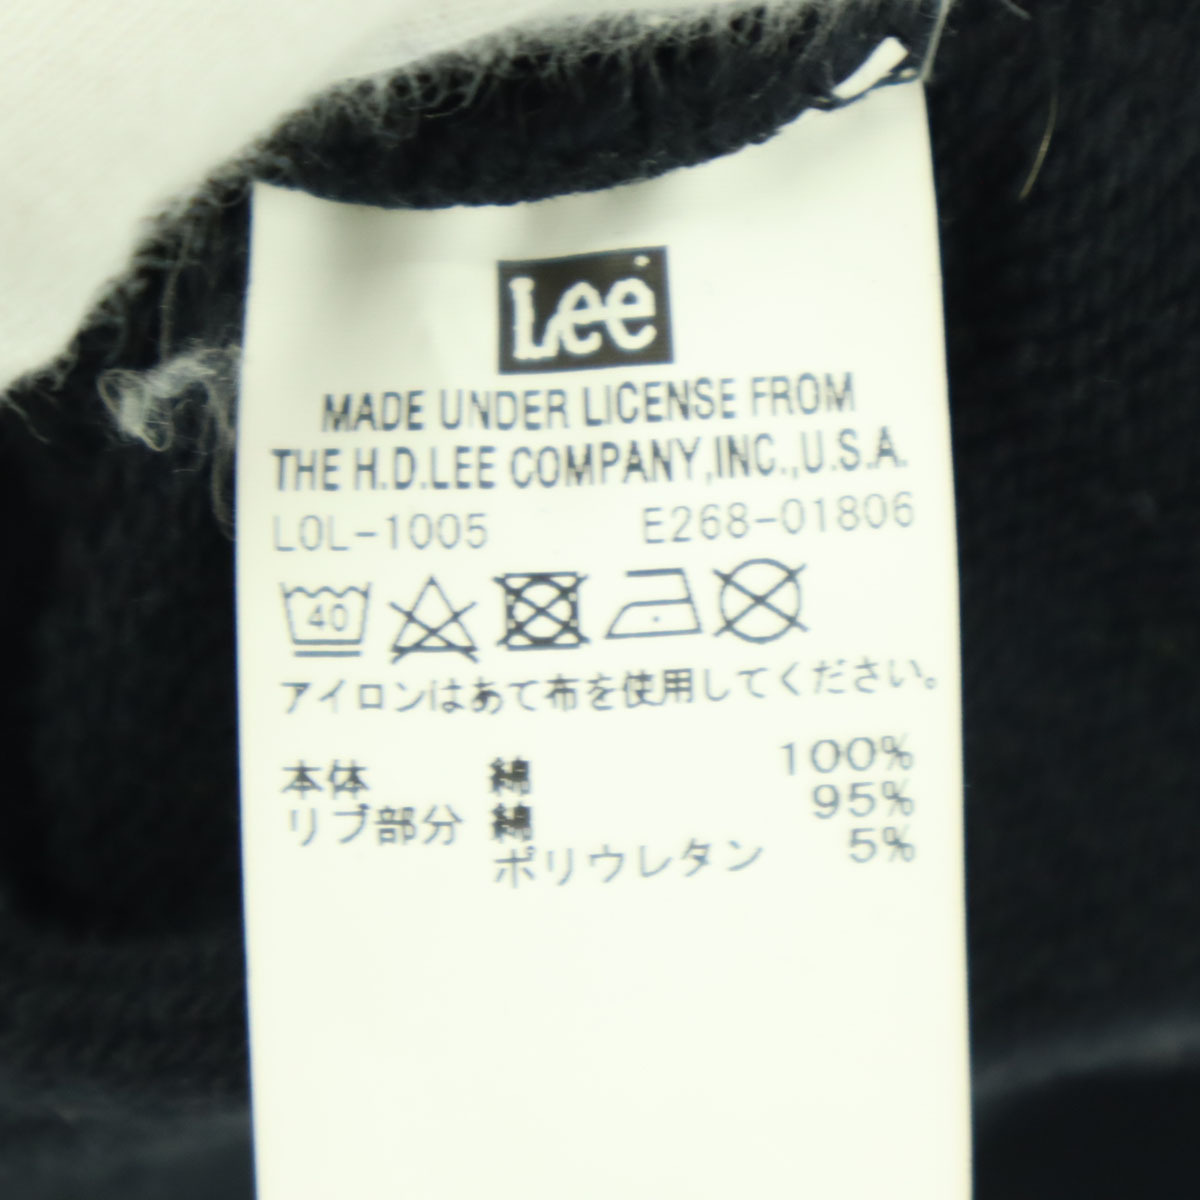 Lee
MADE UNDER LICENSE FROM
THE H.D.LEE COMPANY,INC.,U.S.A.
LOL-1005 E268-01806
40
アイロンはあて布を使用してください。
本体 綿 100%
リブ部分 綿 95%
ポリウレタン 5%